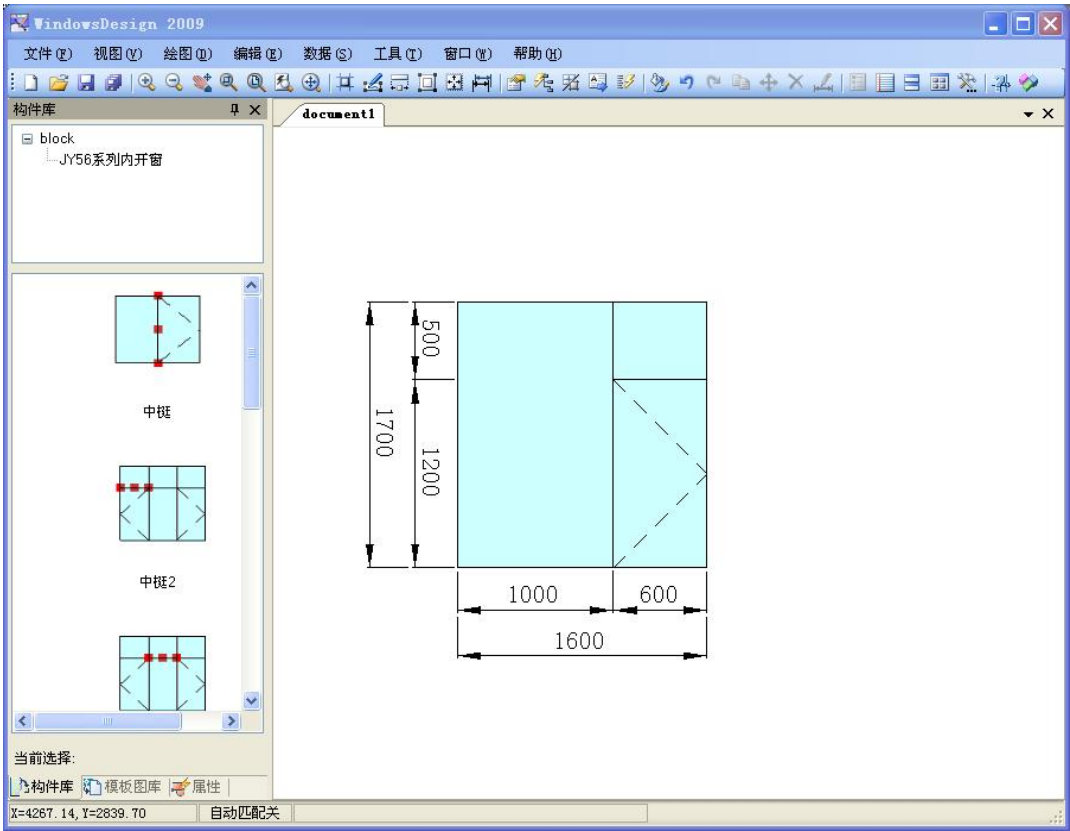 WindowsDesign 2009
文件(F) 视图(V) 绘图(D) 编辑(E) 数据(S) 工具(T) 窗口(W) 帮助(H)
构件库
document1
block
JY56系列内开窗
中梃
中梃2
500
1700
1200
1000
600
1600
当前选择:
构件库 模板图库 属性
X=4267.14,Y=2839.70 自动匹配关